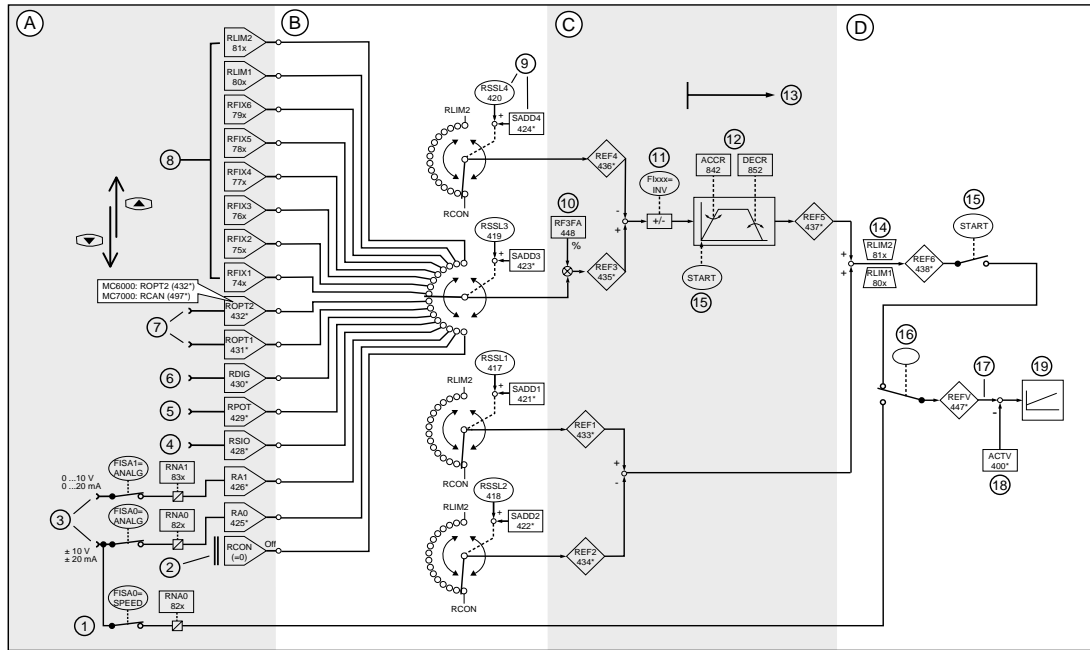 A
B
C
D
RLIM2
81x
RLIM1
80x
RFIX6
79x
RFIX5
78x
RFIX4
77x
RFIX3
76x
RFIX2
75x
RFIX1
74x
MC6000: ROPT2 (432*)
MC7000: RCAN (497*)
ROPT2
432*
ROPT1
431*
RDIG
430*
RPOT
429*
RSIO
428*
RA1
426*
RA0
425*
RCON
(=0)
Off
8
7
6
5
4
3
2
1
0 ...10 V
0 ...20 mA
FISA1=
ANALG
RNA1
83x
FISA0=
ANALG
RNA0
82x
± 10 V
± 20 mA
FISA0=
SPEED
RNA0
82x
9
RSSL4
420
+
SADD4
424*
RLIM2
RCON
RSSL3
419
+
SADD3
423*
RSSL1
417
+
SADD1
421*
RLIM2
RCON
RSSL2
418
+
SADD2
422*
RLIM2
RCON
REF4
436*
10
RF3FA
448
%
REF3
435*
-
+
11
FIxxx=
INV
+/-
12
ACCR
842
DECR
852
START
15
13
REF5
437*
REF1
433*
REF2
434*
+
-
+
+
14
RLIM2
81x
RLIM1
80x
REF6
438*
15
START
16
REFV
447*
17
-
ACTV
400*
18
19